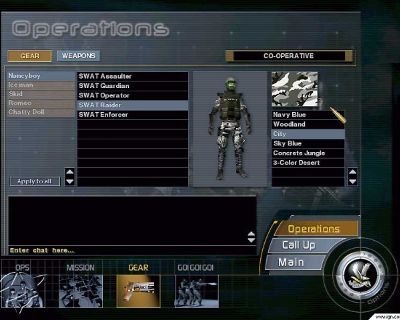 Operations
GEAR WEAPONS CO-OPERATIVE
Nancyboy
Iceman
Skid
Romeo
Chatty Doll
SWAT Assaulter
SWAT Guardian
SWAT Operator
SWAT Raider
SWAT Enforcer
Navy Blue
Woodland
City
Sky Blue
Concrete Jungle
3-Color Desert
Apply to all
Enter chat here...
Operations
Call Up
Main
Options
OPS MISSION GEAR GO!GO!GO!